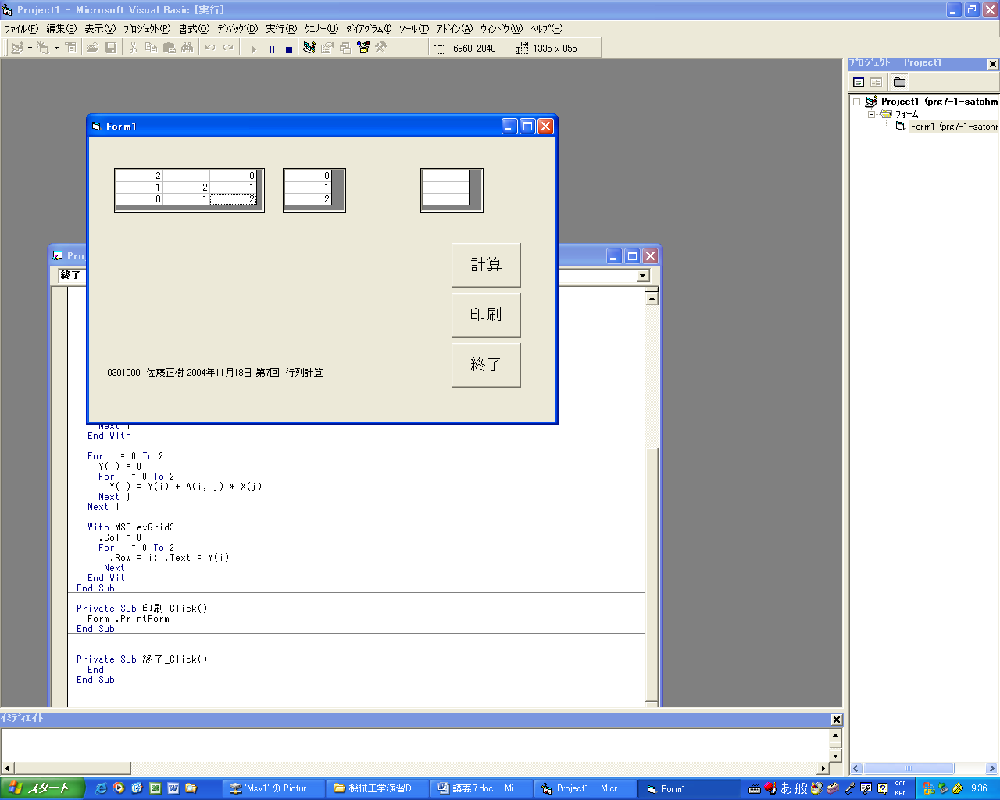 Project1 - Microsoft Visual Basic [実行]
ﾌｧｲﾙ(F) 編集(E) 表示(V) ﾌﾟﾛｼﾞｪｸﾄ(P) 書式(O) ﾃﾞﾊﾞｯｸﾞ(D) 実行(R) ｸｴﾘｰ(U) ﾀﾞｲｱｸﾞﾗﾑ(I) ﾂｰﾙ(T) ｱﾄﾞｲﾝ(A) ｳｨﾝﾄﾞｳ(W) ﾍﾙﾌﾟ(H)
6960, 2040 1335 x 855
ﾌﾟﾛｼﾞｪｸﾄ - Project1
Project1 (prg7-1-satohm
ﾌｫｰﾑ
Form1 (prg7-1-satohm
Form1
2 1 0 0
1 2 1 1 =
0 1 2 2
計算
印刷
終了
0301000 佐藤正樹 2004年11月18日 第7回 行列計算
Pro
終了
Next i
End With
For i = 0 To 2
Y(i) = 0
For j = 0 To 2
Y(i) = Y(i) + A(i, j) * X(j)
Next j
Next i
With MSFlexGrid3
.Col = 0
For i = 0 To 2
.Row = i: .Text = Y(i)
Next i
End With
End Sub
Private Sub 印刷_Click()
Form1.PrintForm
End Sub
Private Sub 終了_Click()
End
End Sub
ｲﾐﾃﾞｨｴｲﾄ
スタート
'Msv1' の Pictur...
機械工学演習D
講義7.doc - Mi...
Project1 - Micr...
Form1
あ 般
CAP
KANA
9:36